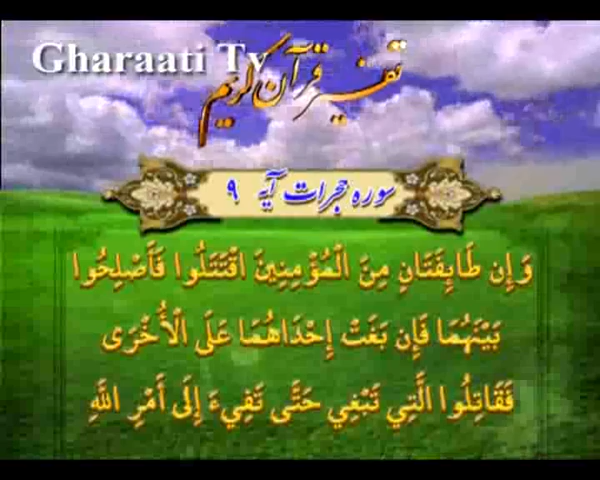 Gharaati Tv
تفسیر قرآن کریم
سوره حجرات آیه ۹
وَإِن طَايِفَتَانِ مِنَ الْمُؤْمِنِينَ اقْتَتَلُوا فَأَصْلِحُوا
بَيْنَهُمَا فَإِن بَغَتْ إِحْدَاهُمَا عَلَى الْأُخْرَى
فَقَاتِلُوا الَّتِي تَبْغِي حَتَّى تَفِيءَ إِلَى أَمْرِ اللَّهِ